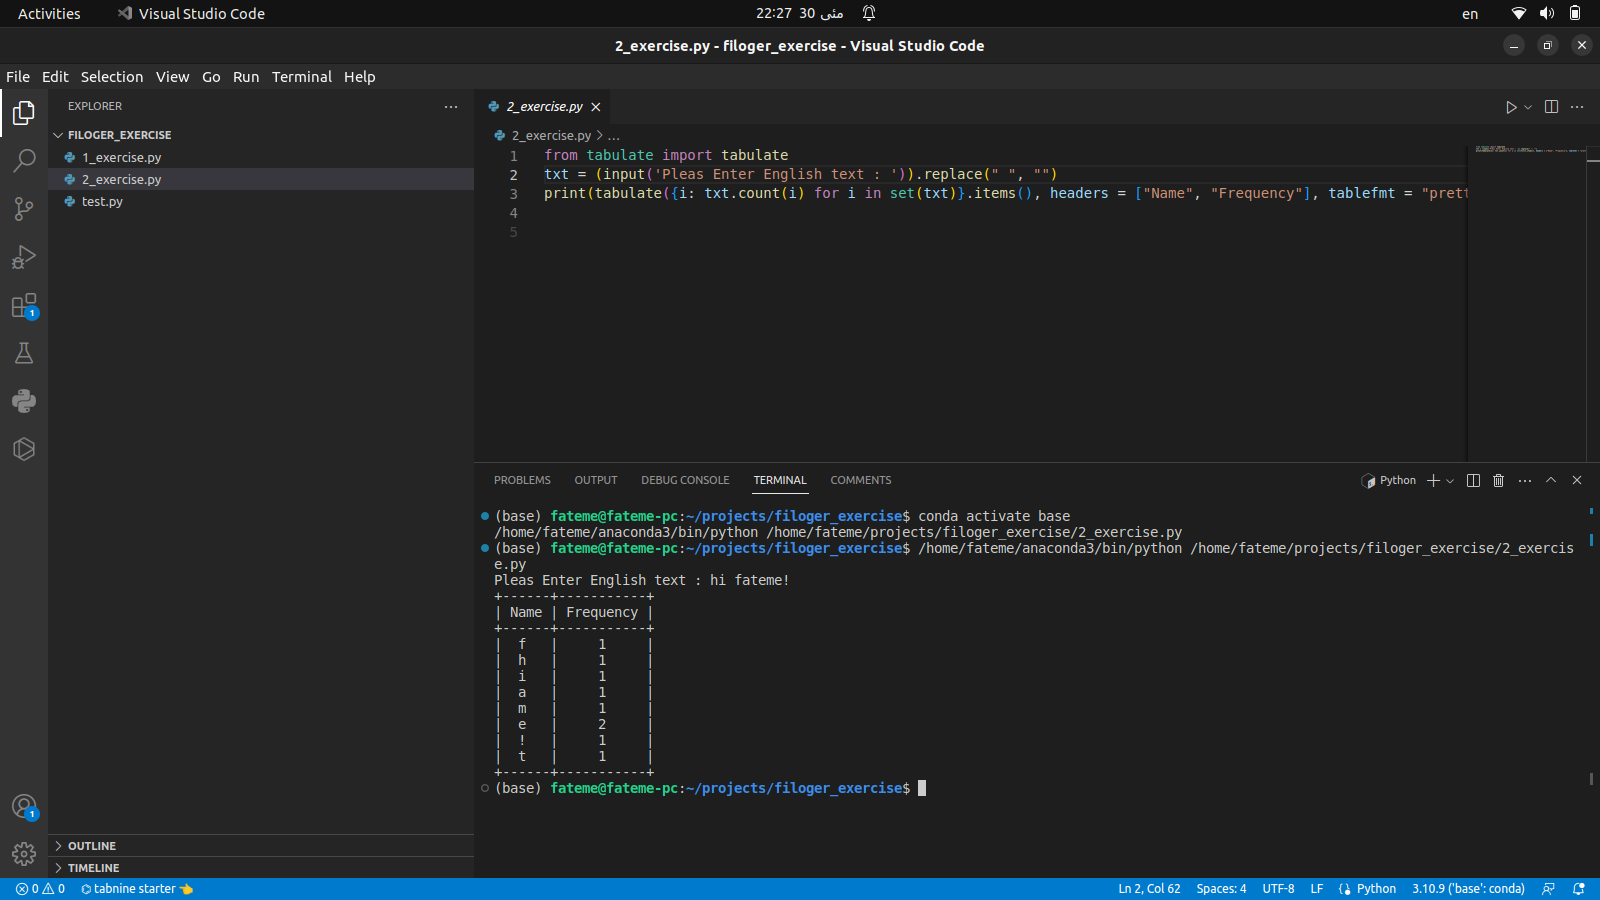 Activities
Visual Studio Code
22:27 30 مئی
en
2_exercise.py - filoger_exercise - Visual Studio Code
File Edit Selection View Go Run Terminal Help
EXPLORER
FILOGER_EXERCISE
1_exercise.py
2_exercise.py
test.py
OUTLINE
TIMELINE
1
1
2_exercise.py
2_exercise.py > ...
1 from tabulate import tabulate
2 txt = (input('Pleas Enter English text : ')).replace(" ", "")
3 print(tabulate({i: txt.count(i) for i in set(txt)}.items(), headers = ["Name", "Frequency"], tablefmt = "prett
4
5
PROBLEMS OUTPUT DEBUG CONSOLE TERMINAL COMMENTS
Python
(base) fateme@fateme-pc:~/projects/filoger_exercise$ conda activate base
/home/fateme/anaconda3/bin/python /home/fateme/projects/filoger_exercise/2_exercise.py
(base) fateme@fateme-pc:~/projects/filoger_exercise$ /home/fateme/anaconda3/bin/python /home/fateme/projects/filoger_exercise/2_exercis
e.py
Pleas Enter English text : hi fateme!
+------+-----------+
| Name | Frequency |
+------+-----------+
|  f   |     1     |
|  h   |     1     |
|  i   |     1     |
|  a   |     1     |
|  m   |     1     |
|  e   |     2     |
|  !   |     1     |
|  t   |     1     |
+------+-----------+
(base) fateme@fateme-pc:~/projects/filoger_exercise$
0 0 tabnine starter
Ln 2, Col 62 Spaces: 4 UTF-8 LF Python 3.10.9 ('base': conda)